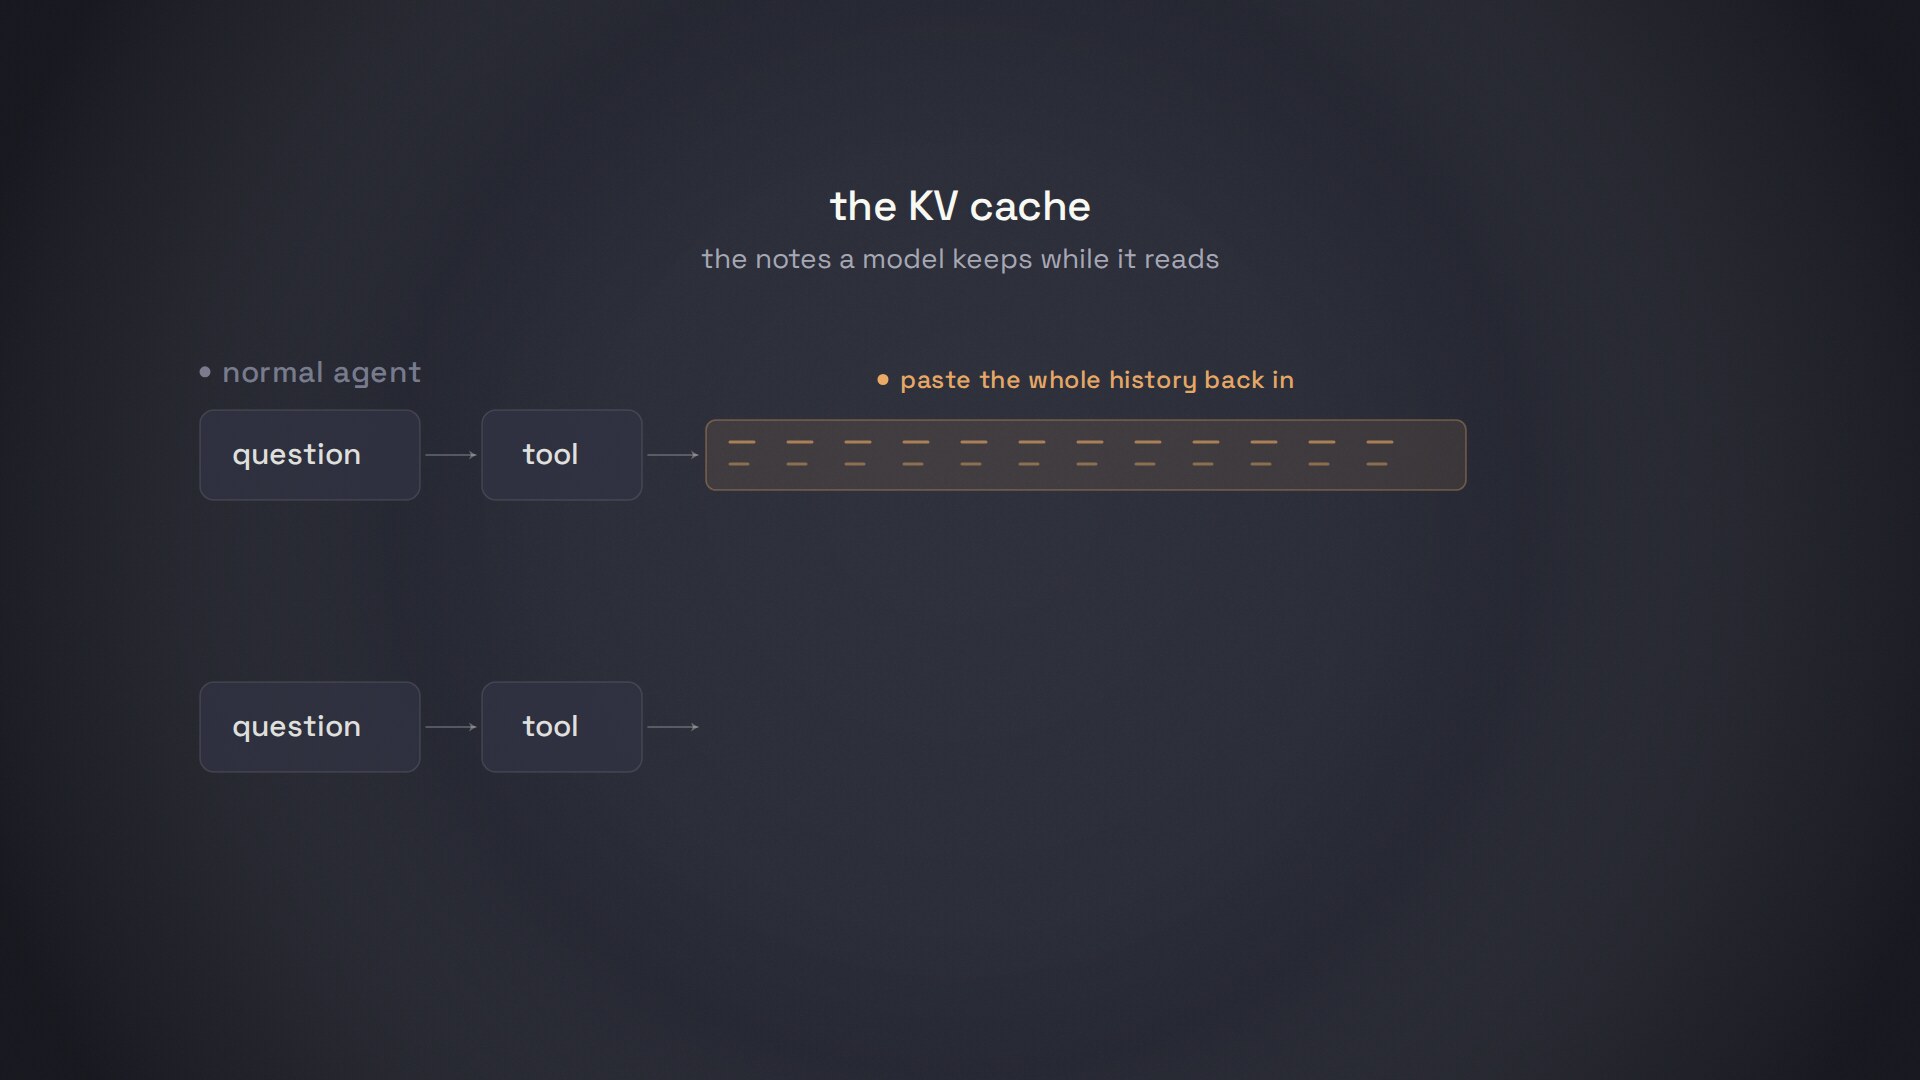 the KV cache
the notes a model keeps while it reads
normal agent
paste the whole history back in
question
tool
question
tool